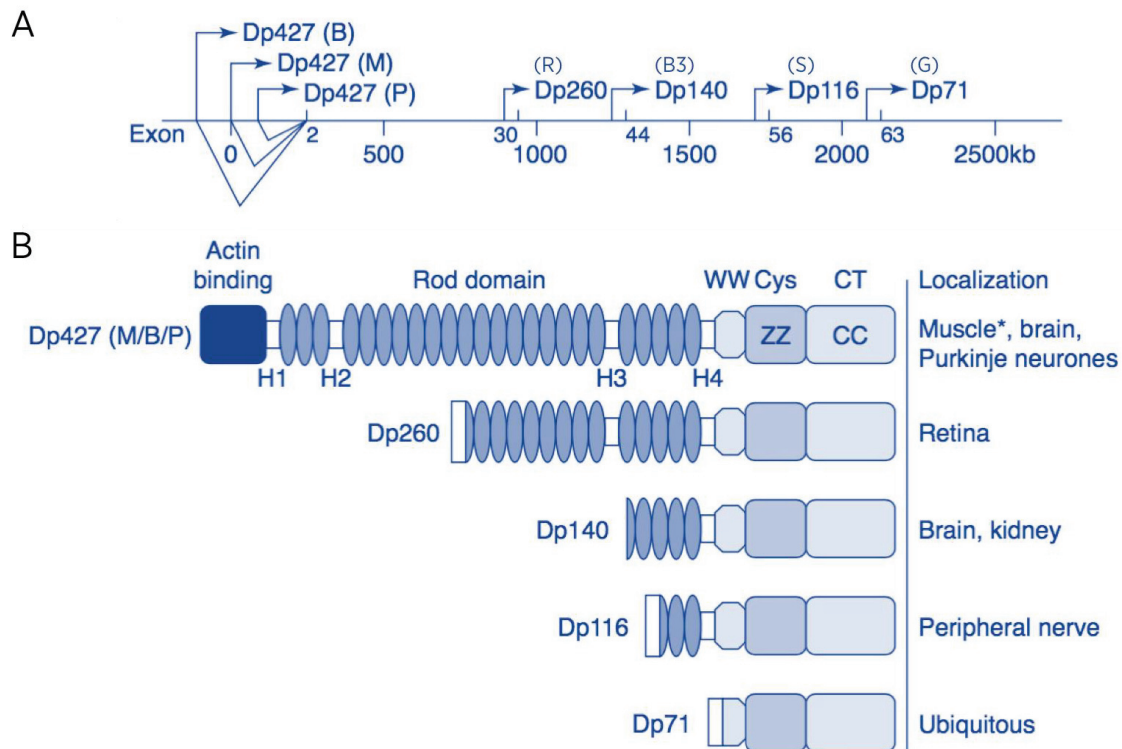 A
Dp427 (B)
Dp427 (M)
Dp427 (P)
(R)
Dp260
(B3)
Dp140
(S)
Dp116
(G)
Dp71
Exon
2
30
44
56
63
0
500
1000
1500
2000
2500kb
B
Actin
binding
Rod domain
WW Cys
CT
Localization
Dp427 (M/B/P)
ZZ
CC
Muscle*, brain,
Purkinje neurones
H1
H2
H3
H4
Dp260
Retina
Dp140
Brain, kidney
Dp116
Peripheral nerve
Dp71
Ubiquitous